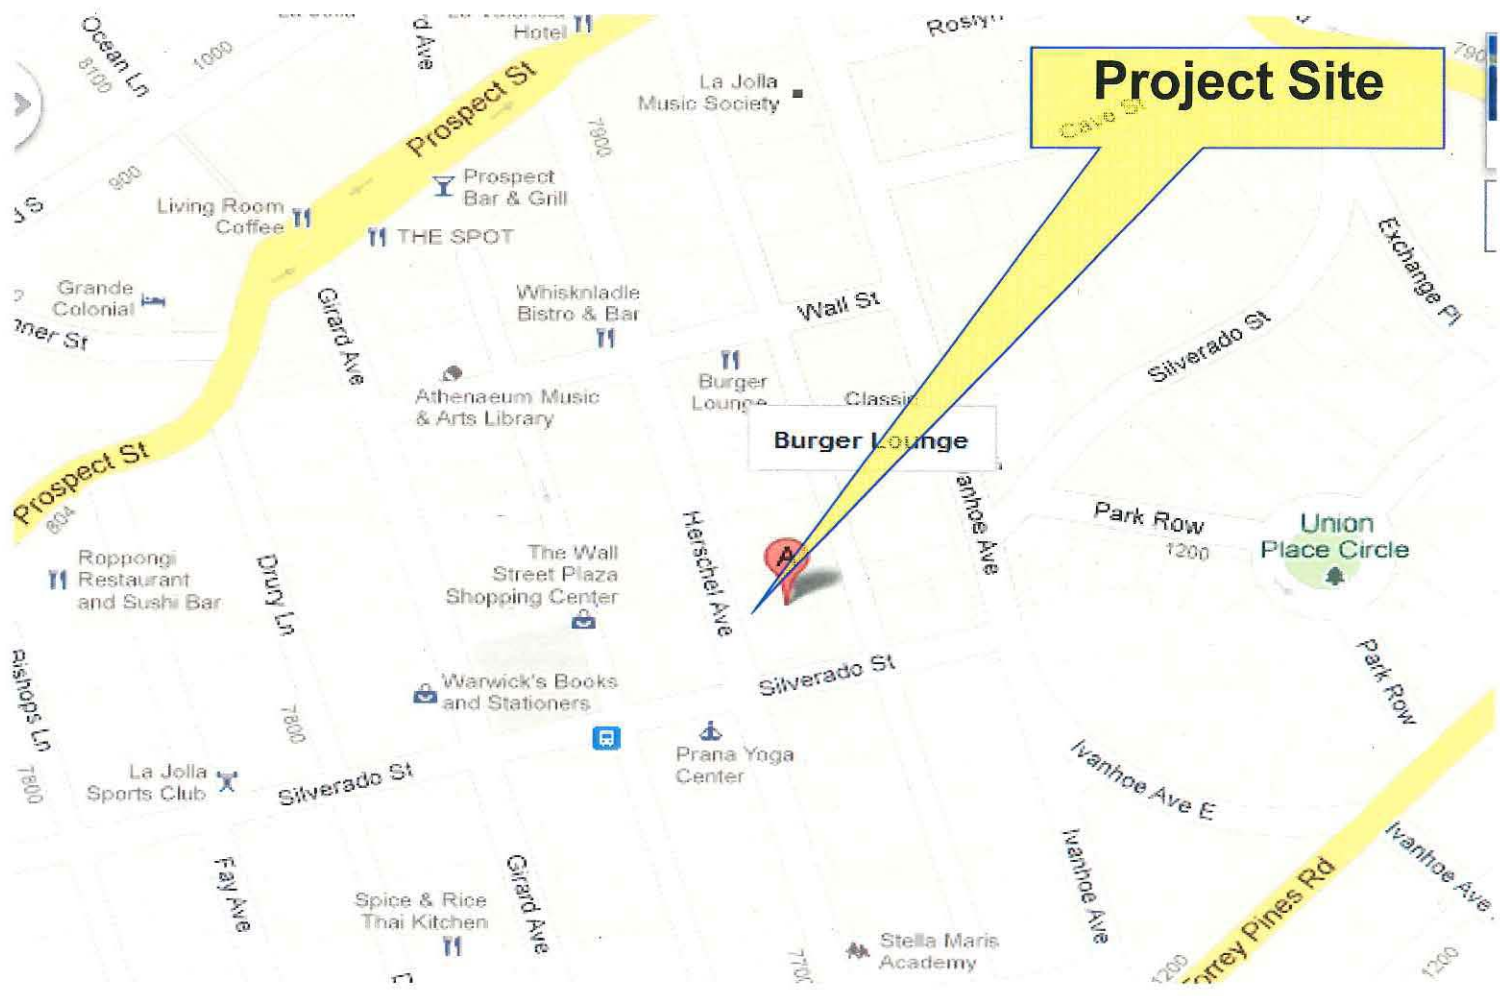 Ocean Ln
8100
1000
Hotel
Prospect St
La Jolla
Music Society
Project Site
Cave St
790
7900
900
Prospect
Bar & Grill
Living Room
Coffee
THE SPOT
Grande
Colonial
Girard Ave
Whisknladle
Bistro & Bar
Wall St
Exchange Pl
Silverado St
Athenaeum Music
& Arts Library
Burger
Lounge
Classic
Burger Lounge
Prospect St
804
Roppongi
Restaurant
and Sushi Bar
Drury Ln
The Wall
Street Plaza
Shopping Center
Herschel Ave
A
anhoe Ave
Park Row
1200
Union
Place Circle
Silverado St
Park Row
Bishops Ln
7800
Warwick's Books
and Stationers
7800
La Jolla
Sports Club
Silverado St
Prana Yoga
Center
Ivanhoe Ave E
Fay Ave
Spice & Rice
Thai Kitchen
Girard Ave
Stella Maris
Academy
Ivanhoe Ave
orrey Pines Rd
Ivanhoe Ave
1200
1200